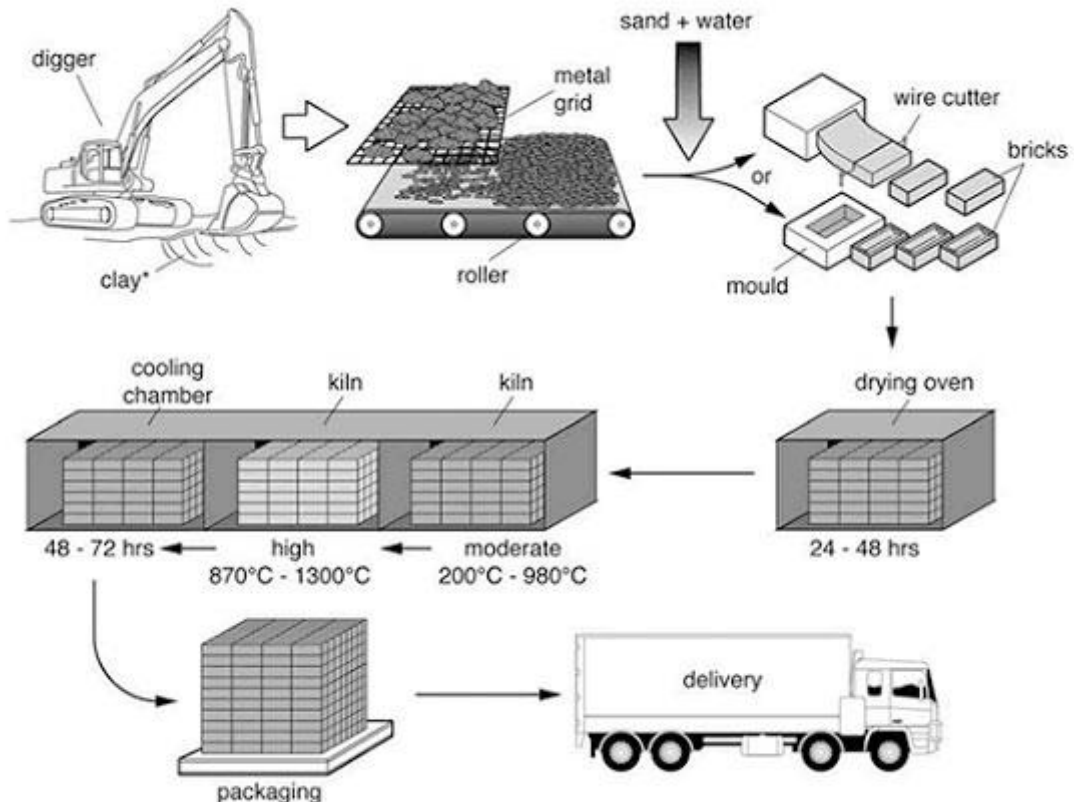 digger
clay*
metal
grid
roller
sand + water
or
wire cutter
bricks
mould
drying oven
24 - 48 hrs
kiln
moderate
200°C - 980°C
kiln
high
870°C - 1300°C
cooling
chamber
48 - 72 hrs
packaging
delivery